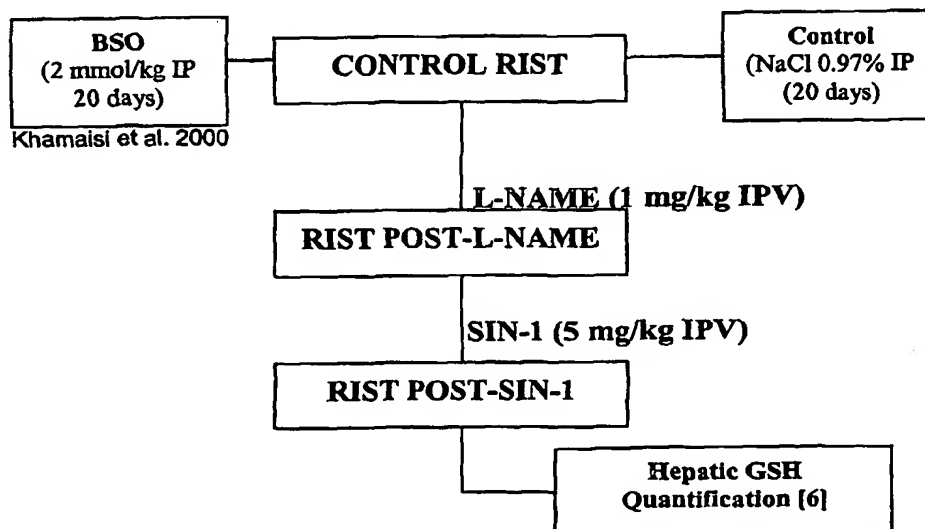 BSO
(2 mmol/kg IP
20 days)
Khamaisi et al. 2000
CONTROL RIST
Control
(NaCl 0.97% IP
(20 days)
L-NAME (1 mg/kg IPV)
RIST POST-L-NAME
SIN-1 (5 mg/kg IPV)
RIST POST-SIN-1
Hepatic GSH
Quantification [6]